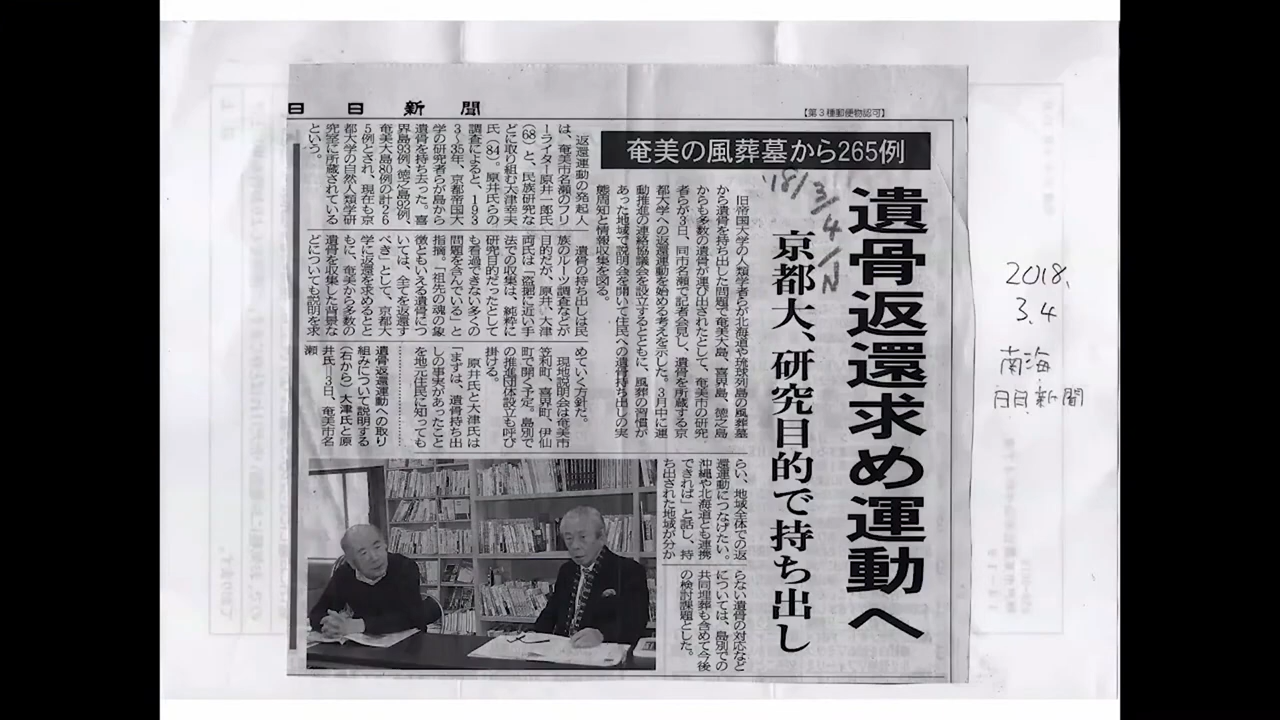 日日新聞
【第3種郵便物認可】
奄美の風葬墓から265例
遺骨返還求め運動へ
京都大、研究目的で持ち出し
'18/3/4/N
旧帝国大学の人類学者らが北海道や琉球列島の風葬墓
から遺骨を持ち出した問題で奄美大島、喜界島、徳之島
からも多数の遺骨が運び出されたとして、奄美市の研究
者らが3日、同市名瀬で記者会見し、遺骨を所蔵する京
都大学への返還運動を始める考えを示した。3月中に運
動推進の連絡協議会を設立するとともに、風葬の習慣が
あった地域で説明会を開いて住民への遺骨持ち出しの実
態周知と情報収集を図る。
返還運動の発起人
は、奄美市名瀬のフリ
ーライター原井一郎氏
(68)と、民族研究な
どに取り組む大津幸夫
氏(84)。原井氏らの
調査によると、193
3〜35年、京都帝国大
学の研究者らが島から
遺骨を持ち去った。喜
界島93例、徳之島92例、
奄美大島80例の計26
5例とされ、現在も京
都大学の自然人類学研
究室に所蔵されている
という。
遺骨の持ち出しは民
族のルーツ調査などが
目的だが、原井、大津
両氏は「盗掘に近い手
法での収集は、純粋に
研究目的だったとして
も看過できない多くの
問題を含んでいる」と
指摘。「祖先の魂の象
徴ともいえる遺骨につ
いては、全てを返還す
べき」として、京都大
学に返還を求めるとと
もに、奄美から多数の
遺骨を収集した背景な
どについても説明を求
めていく方針だ。
現地説明会は奄美市
笠利町、喜界町、伊仙
町で開く予定。島別で
の推進団体設立も呼び
掛ける。
原井氏と大津氏は
「まずは、遺骨持ち出
しの事実があったこと
を地元住民に知っても
らい、地域全体での返
還運動につなげたい。
沖縄や北海道とも連携
できれば」と話し、持
ち出された地域が分か
らない遺骨の対応など
については、島別での
共同埋葬も含めて今後
の検討課題とした。
遺骨返還運動への取り
組みについて説明する
(右から)大津氏と原
井氏=3日、奄美市名
瀬
2018.
3.4
南海
日日新聞